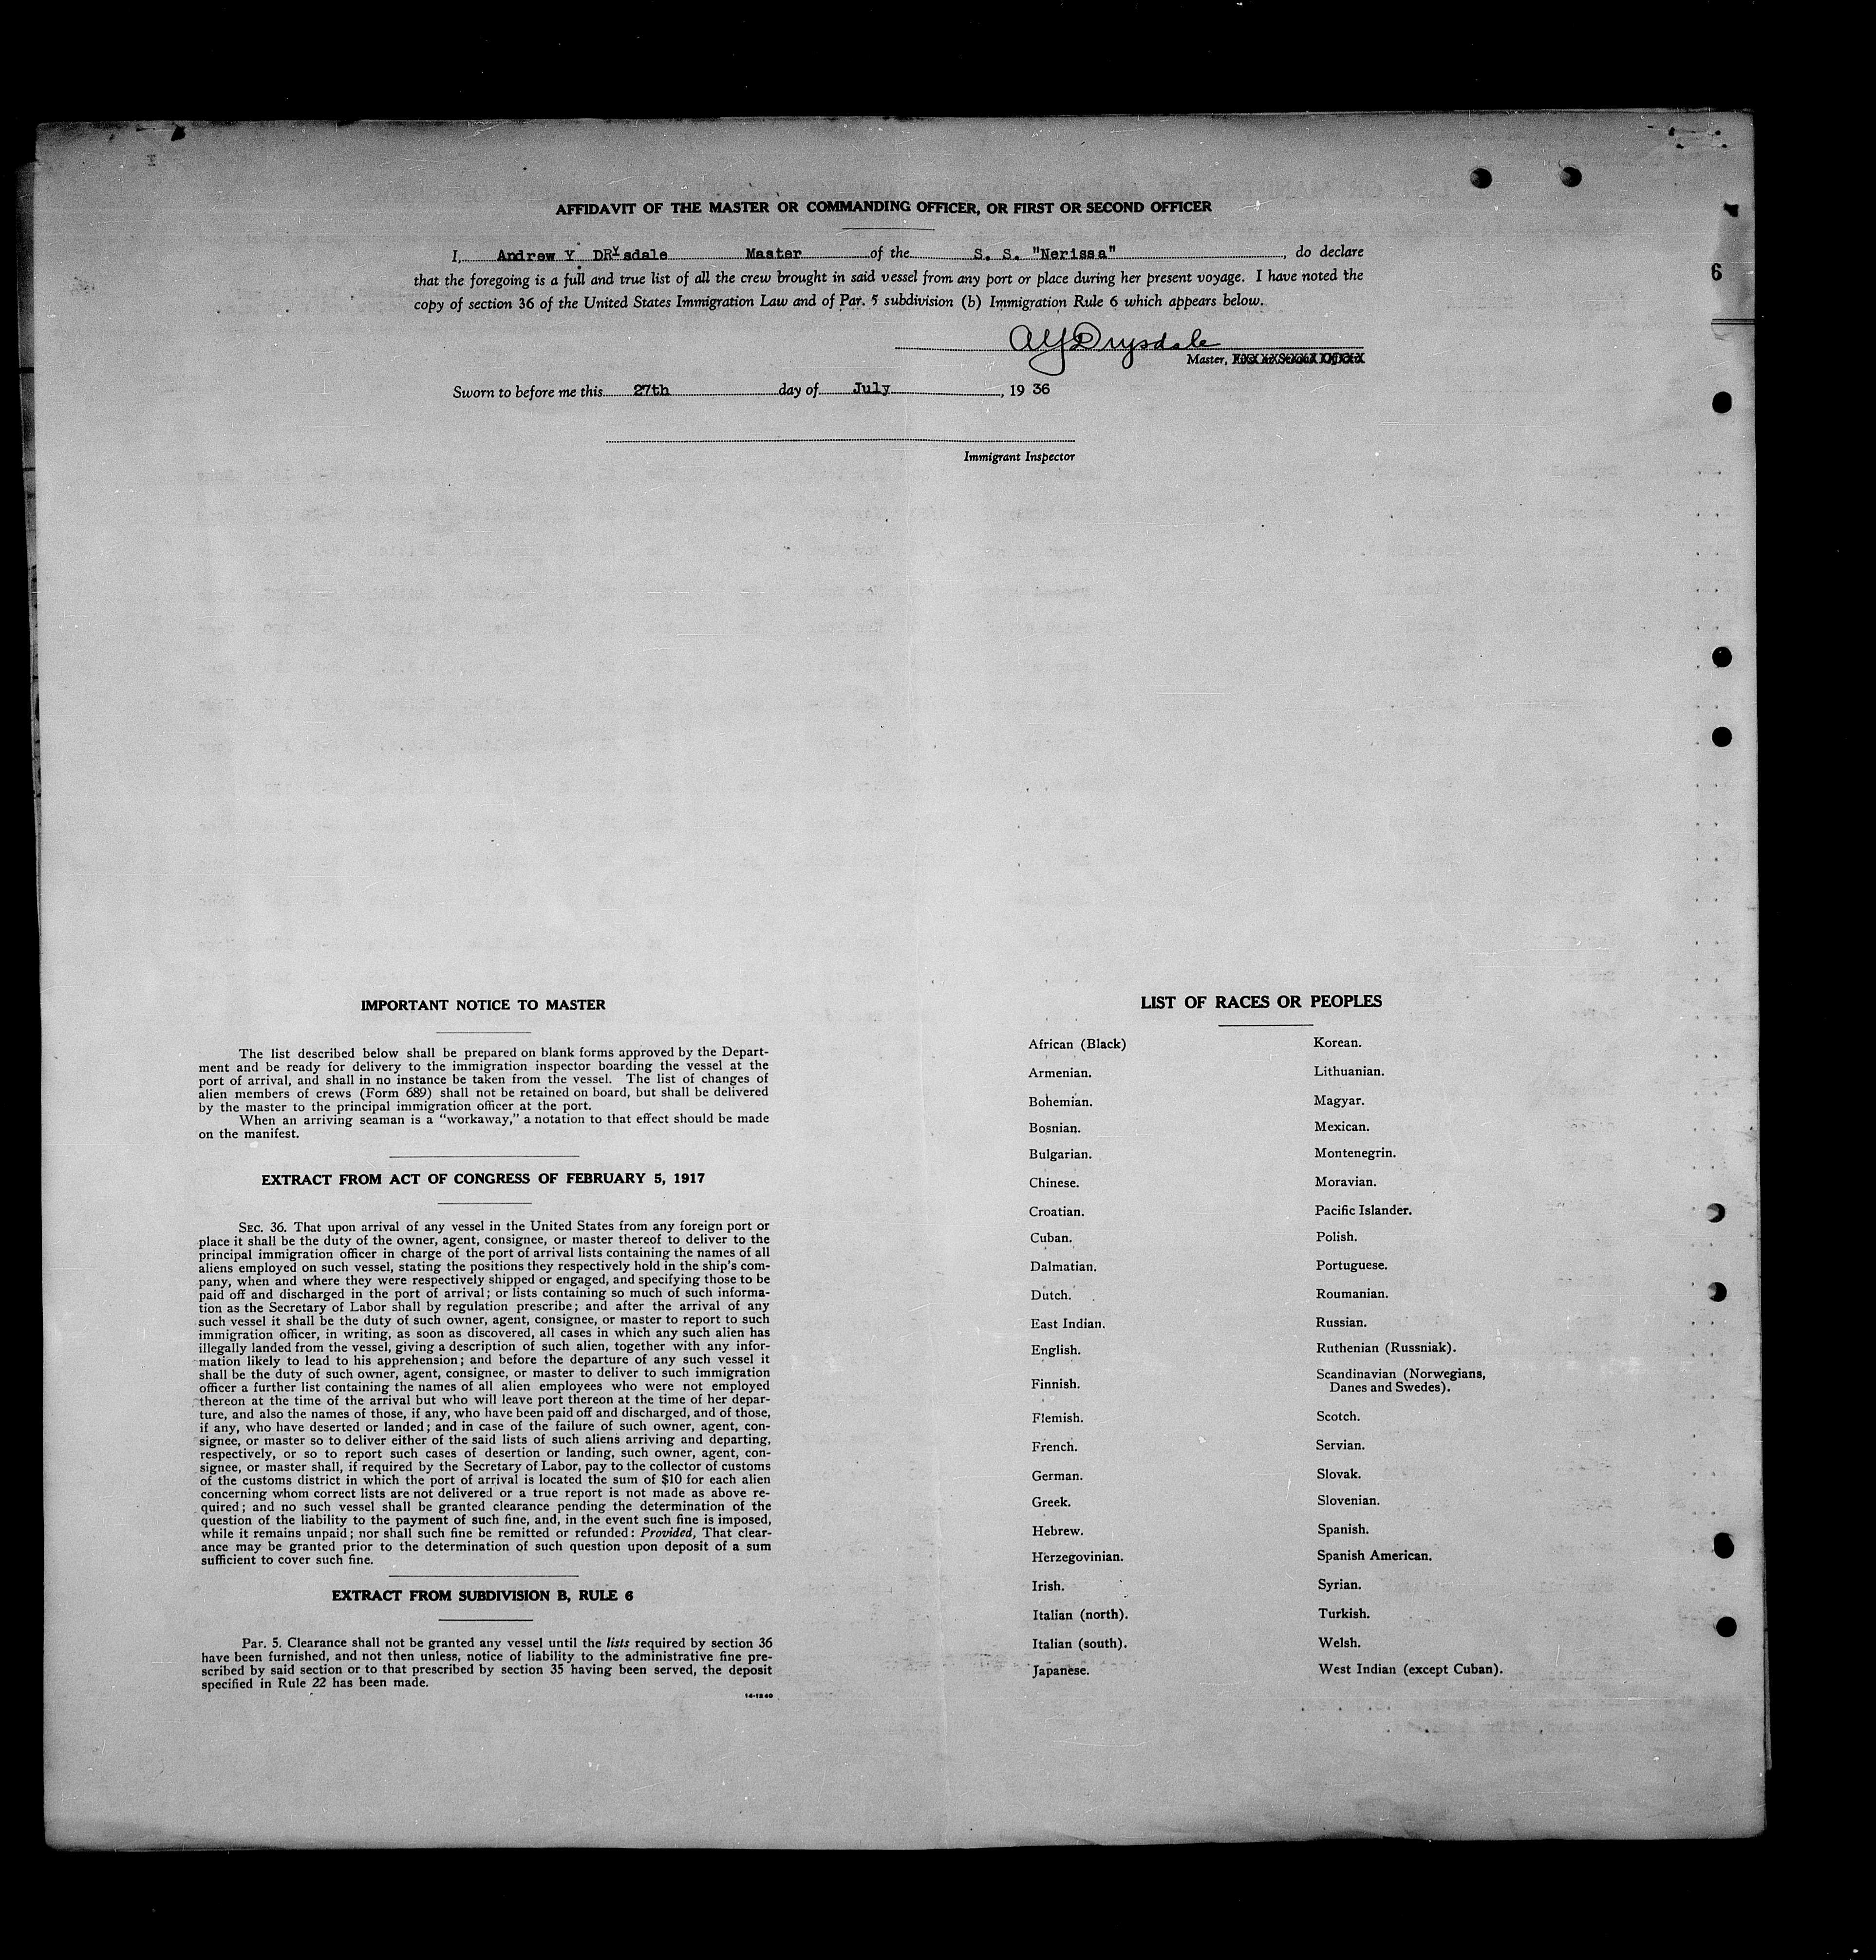 AFFIDAVIT OF THE MASTER OR COMMANDING OFFICER, OR FIRST OR SECOND OFFICER
I, Andrew Y DRYsdale Master of the S. S. "Nerissa", do declare
that the foregoing is a full and true list of all the crew brought in said vessel from any port or place during her present voyage. I have noted the
copy of section 36 of the United States Immigration Law and of Par. 5 subdivision (b) Immigration Rule 6 which appears below.
6
AYDrysdale
Master,
Sworn to before me this 27th day of July, 19 36
Immigrant Inspector
IMPORTANT NOTICE TO MASTER
The list described below shall be prepared on blank forms approved by the Depart-
ment and be ready for delivery to the immigration inspector boarding the vessel at the
port of arrival, and shall in no instance be taken from the vessel. The list of changes of
alien members of crews (Form 689) shall not be retained on board, but shall be delivered
by the master to the principal immigration officer at the port.
When an arriving seaman is a "workaway," a notation to that effect should be made
on the manifest.
EXTRACT FROM ACT OF CONGRESS OF FEBRUARY 5, 1917
SEC. 36. That upon arrival of any vessel in the United States from any foreign port or
place it shall be the duty of the owner, agent, consignee, or master thereof to deliver to the
principal immigration officer in charge of the port of arrival lists containing the names of all
aliens employed on such vessel, stating the positions they respectively hold in the ship's com-
pany, when and where they were respectively shipped or engaged, and specifying those to be
paid off and discharged in the port of arrival; or lists containing so much of such informa-
tion as the Secretary of Labor shall by regulation prescribe; and after the arrival of any
such vessel it shall be the duty of such owner, agent, consignee, or master to report to such
immigration officer, in writing, as soon as discovered, all cases in which any such alien has
illegally landed from the vessel, giving a description of such alien, together with any infor-
mation likely to lead to his apprehension; and before the departure of any such vessel it
shall be the duty of such owner, agent, consignee, or master to deliver to such immigration
officer a further list containing the names of all alien employees who were not employed
thereon at the time of the arrival but who will leave port thereon at the time of her depar-
ture, and also the names of those, if any, who have been paid off and discharged, and of those,
if any, who have deserted or landed; and in case of the failure of such owner, agent, con-
signee, or master so to deliver either of the said lists of such aliens arriving and departing,
respectively, or so to report such cases of desertion or landing, such owner, agent, con-
signee, or master shall, if required by the Secretary of Labor, pay to the collector of customs
of the customs district in which the port of arrival is located the sum of $10 for each alien
concerning whom correct lists are not delivered or a true report is not made as above re-
quired; and no such vessel shall be granted clearance pending the determination of the
question of the liability to the payment of such fine, and, in the event such fine is imposed,
while it remains unpaid; nor shall such fine be remitted or refunded: Provided, That clear-
ance may be granted prior to the determination of such question upon deposit of a sum
sufficient to cover such fine.
EXTRACT FROM SUBDIVISION B, RULE 6
Par. 5. Clearance shall not be granted any vessel until the lists required by section 36
have been furnished, and not then unless, notice of liability to the administrative fine pre-
scribed by said section or to that prescribed by section 35 having been served, the deposit
specified in Rule 22 has been made.
14-1240
LIST OF RACES OR PEOPLES
African (Black)
Armenian.
Bohemian.
Bosnian.
Bulgarian.
Chinese.
Croatian.
Cuban.
Dalmatian.
Dutch.
East Indian.
English.
Finnish.
Flemish.
French.
German.
Greek.
Hebrew.
Herzegovinian.
Irish.
Italian (north).
Italian (south).
Japanese.
Korean.
Lithuanian.
Magyar.
Mexican.
Montenegrin.
Moravian.
Pacific Islander.
Polish.
Portuguese.
Roumanian.
Russian.
Ruthenian (Russniak).
Scandinavian (Norwegians,
Danes and Swedes).
Scotch.
Servian.
Slovak.
Slovenian.
Spanish.
Spanish American.
Syrian.
Turkish.
Welsh.
West Indian (except Cuban).